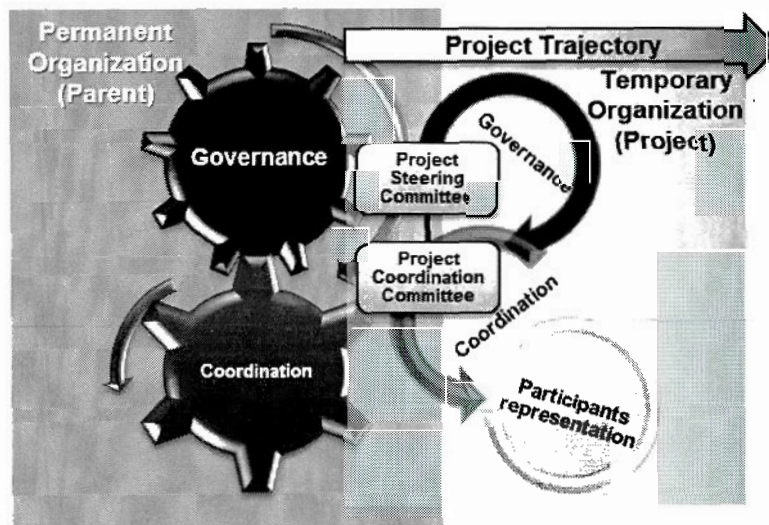 Permanent
Organization
(Parent)
Project Trajectory
Temporary
Organization
(Project)
Governance
Project
Steering
Committee
Governance
Project
Coordination
Committee
Coordination
Coordination
Participants
representation